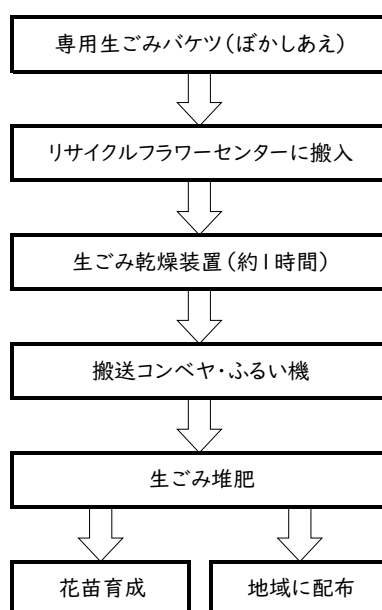 専用生ごみバケツ(ぼかしあえ)
リサイクルフラワーセンターに搬入
生ごみ乾燥装置(約1時間)
搬送コンベヤ・ふるい機
生ごみ堆肥
花苗育成
地域に配布